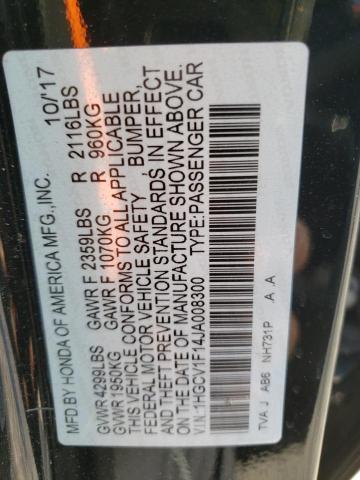 MFD.BY HONDA OF AMERICA MFG.,INC. 10/17
GVWR 4299LBS GAWR F 2359LBS R 2116LBS
GVWR 1950KG GAWR F 1070KG R 960KG
THIS VEHICLE CONFORMS TO ALL APPLICABLE
FEDERAL MOTOR VEHICLE SAFETY, BUMPER,
AND THEFT PREVENTION STANDARDS IN EFFECT
ON THE DATE OF MANUFACTURE SHOWN ABOVE.
V.I.N.:1HGCV1F14JA008300 TYPE:PASSENGER CAR
TVA J AB6 NH731P .A .A